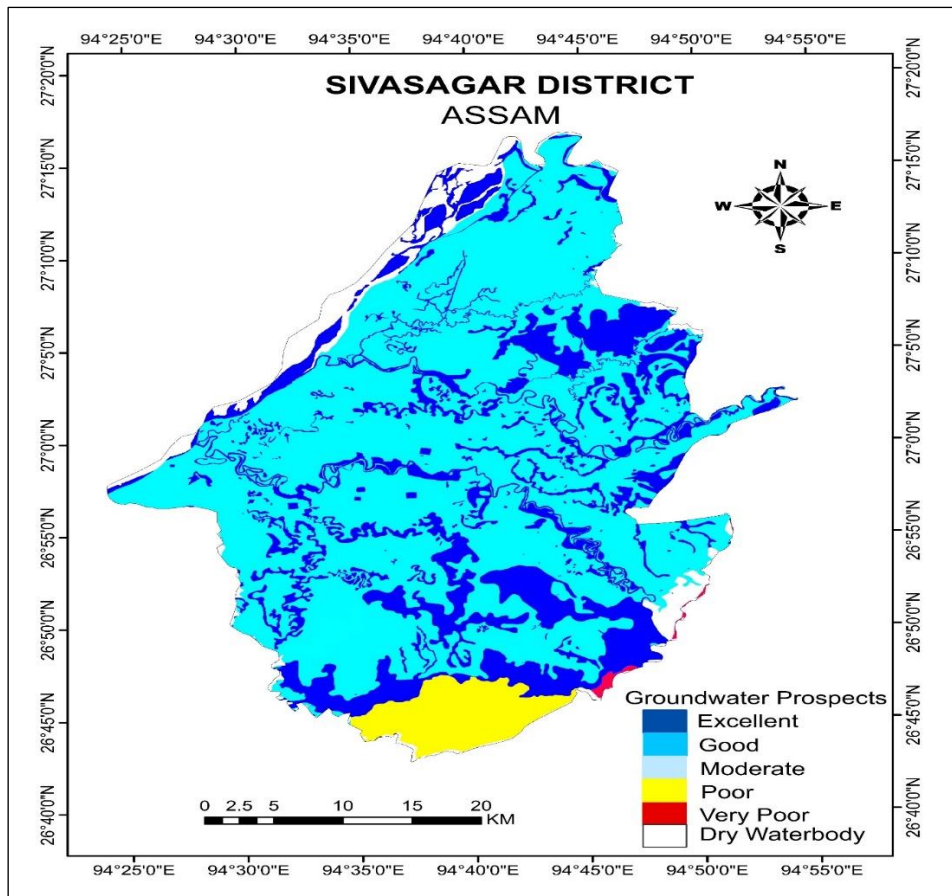 94°25'0"E 94°30'0"E 94°35'0"E 94°40'0"E 94°45'0"E 94°50'0"E 94°55'0"E
SIVASAGAR DISTRICT
ASSAM
27°20'0"N 27°20'0"N
27°15'0"N 27°15'0"N
N
W E
S
27°10'0"N 27°10'0"N
27°5'0"N 27°5'0"N
27°0'0"N 27°0'0"N
26°55'0"N 26°55'0"N
26°50'0"N 26°50'0"N
26°45'0"N 26°45'0"N
26°40'0"N 26°40'0"N
Groundwater Prospects
Excellent
Good
Moderate
Poor
Very Poor
Dry Waterbody
0 2.5 5 10 15 20
KM
94°25'0"E 94°30'0"E 94°35'0"E 94°40'0"E 94°45'0"E 94°50'0"E 94°55'0"E